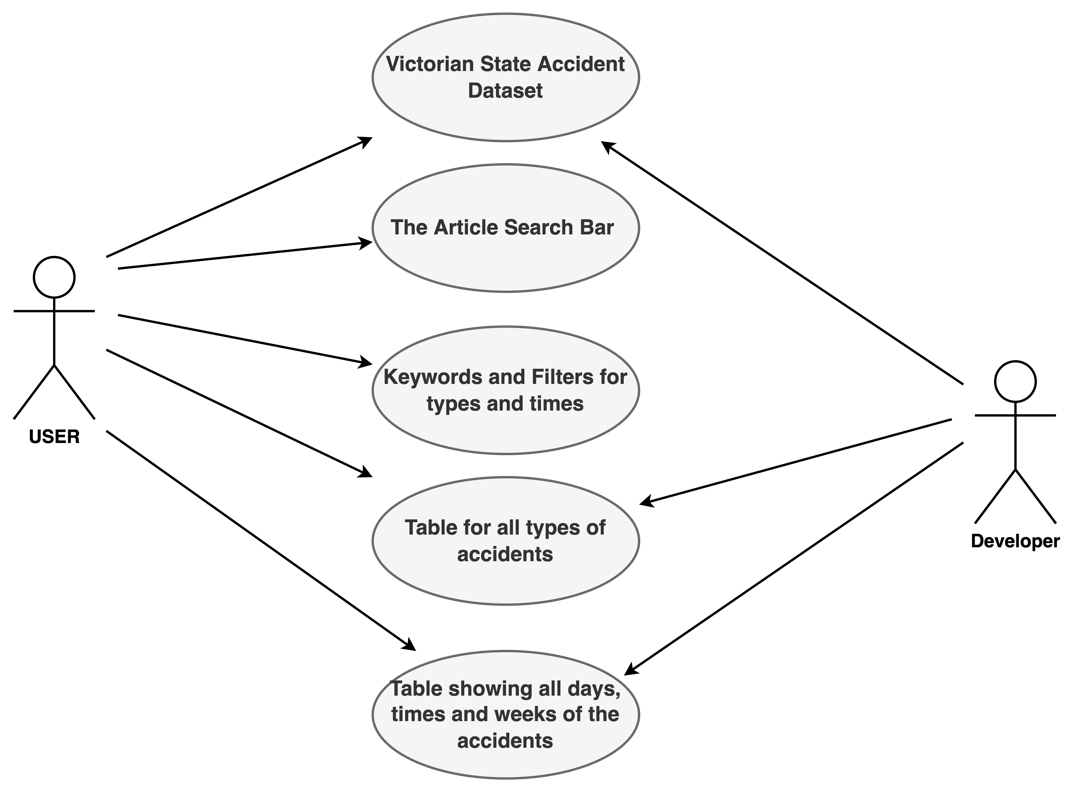 Victorian State Accident
Dataset
The Article Search Bar
Keywords and Filters for
types and times
USER
Table for all types of
accidents
Developer
Table showing all days,
times and weeks of the
accidents